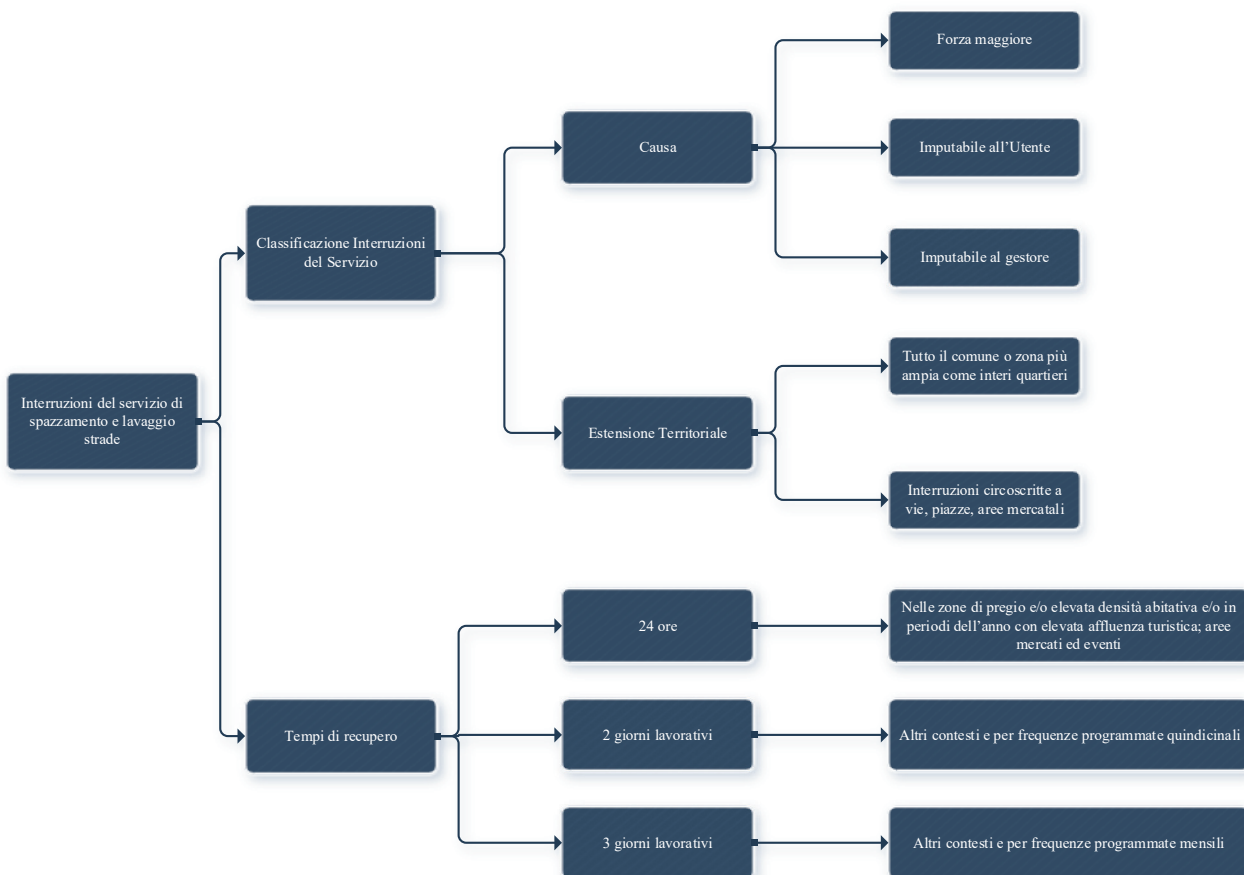 Interruzioni del servizio di
spazzamento e lavaggio
strade
Classificazione Interruzioni
del Servizio
Causa
Forza maggiore
Imputabile all’Utente
Imputabile al gestore
Estensione Territoriale
Tutto il comune o zona più
ampia come interi quartieri
Interruzioni circoscritte a
vie, piazze, aree mercatali
Tempi di recupero
24 ore
Nelle zone di pregio e/o elevata densità abitativa e/o in
periodi dell’anno con elevata affluenza turistica; aree
mercati ed eventi
2 giorni lavorativi
Altri contesti e per frequenze programmate quindicinali
3 giorni lavorativi
Altri contesti e per frequenze programmate mensili